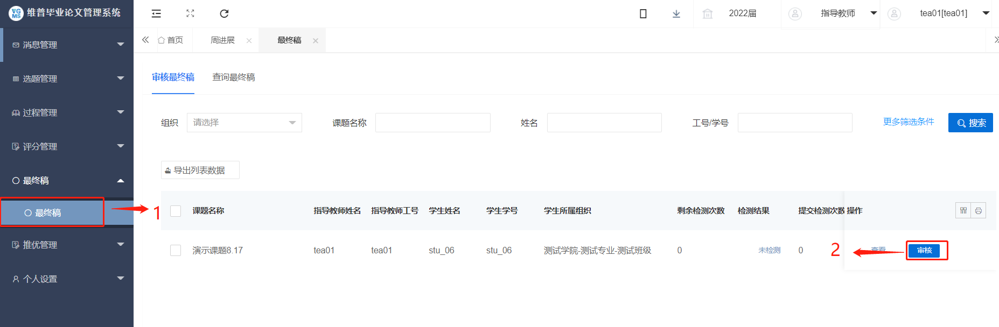 VG
MS
维普毕业论文管理系统
2022届
指导教师
tea01[tea01]
消息管理
选题管理
过程管理
评分管理
最终稿
最终稿
推优管理
个人设置
首页
周进展
最终稿
审核最终稿
查询最终稿
组织
请选择
课题名称
姓名
工号/学号
更多筛选条件
搜索
导出列表数据
课题名称 指导教师姓名 指导教师工号 学生姓名 学生学号 学生所属组织 剩余检测次数 检测结果 提交检测次数 操作
演示课题8.17 tea01 tea01 stu_06 stu_06 测试学院-测试专业-测试班级 0 未检测 0 查看 审核
1
2